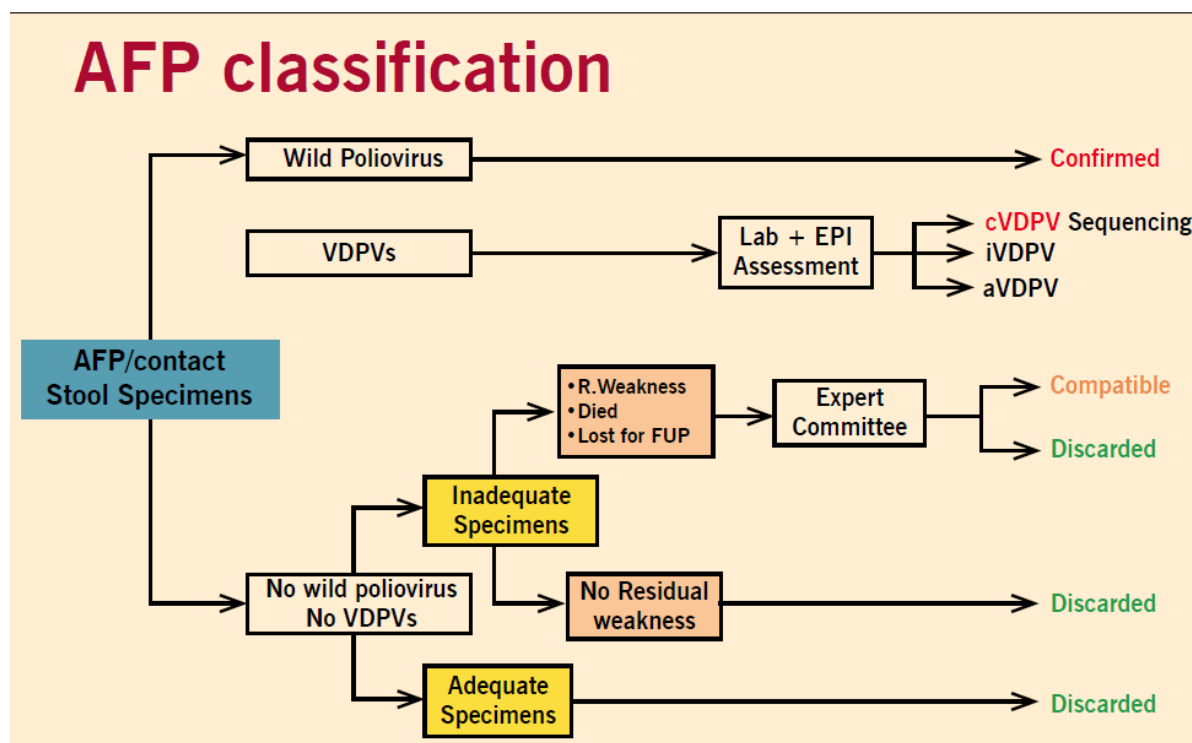 AFP classification
Wild Poliovirus
Confirmed
VDPVs
Lab + EPI
Assessment
cVDPV Sequencing
iVDPV
aVDPV
AFP/contact
Stool Specimens
• R.Weakness
• Died
• Lost for FUP
Expert
Committee
Compatible
Discarded
Inadequate
Specimens
No wild poliovirus
No VDPVs
No Residual
weakness
Discarded
Adequate
Specimens
Discarded